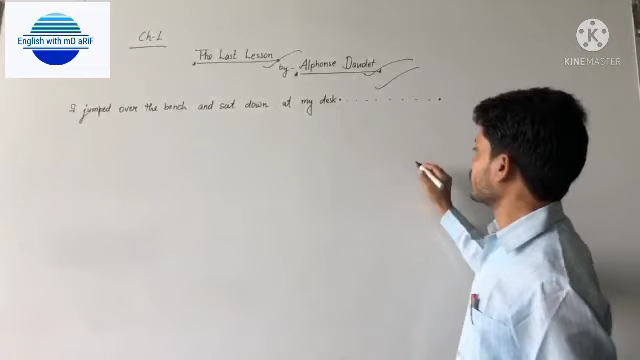 English with mD aRiF
KINEMASTER
Ch-1
The Last Lesson
by- Alphonse Daudet
I jumped over the bench and sat down at my desk.........